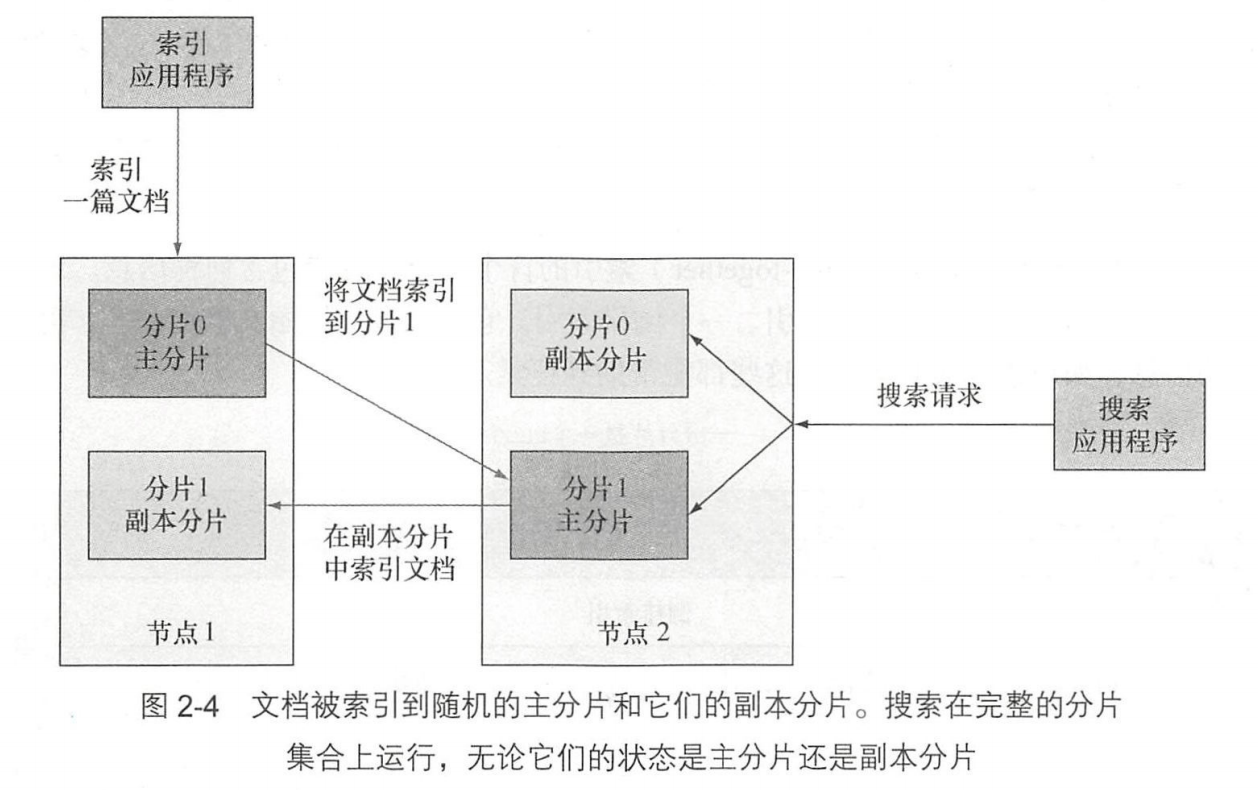 索引
应用程序
索引
一篇文档
将文档索引
到分片1
分片0
主分片
分片0
副本分片
搜索请求
搜索
应用程序
分片1
副本分片
分片1
主分片
在副本分片
中索引文档
节点1
节点2
图 2-4 文档被索引到随机的主分片和它们的副本分片。搜索在完整的分片
集合上运行，无论它们的状态是主分片还是副本分片